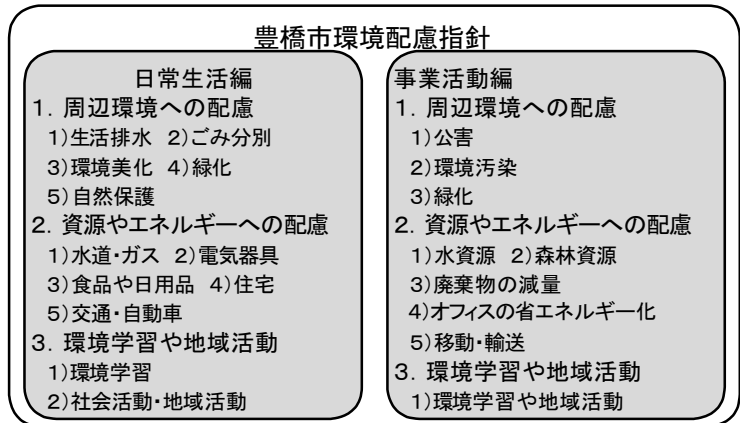 豊橋市環境配慮指針
日常生活編
1. 周辺環境への配慮
1)生活排水 2)ごみ分別
3)環境美化 4)緑化
5)自然保護
2. 資源やエネルギーへの配慮
1)水道・ガス 2)電気器具
3)食品や日用品 4)住宅
5)交通・自動車
3. 環境学習や地域活動
1)環境学習
2)社会活動・地域活動
事業活動編
1. 周辺環境への配慮
1)公害
2)環境汚染
3)緑化
2. 資源やエネルギーへの配慮
1)水資源 2)森林資源
3)廃棄物の減量
4)オフィスの省エネルギー化
5)移動・輸送
3. 環境学習や地域活動
1)環境学習や地域活動